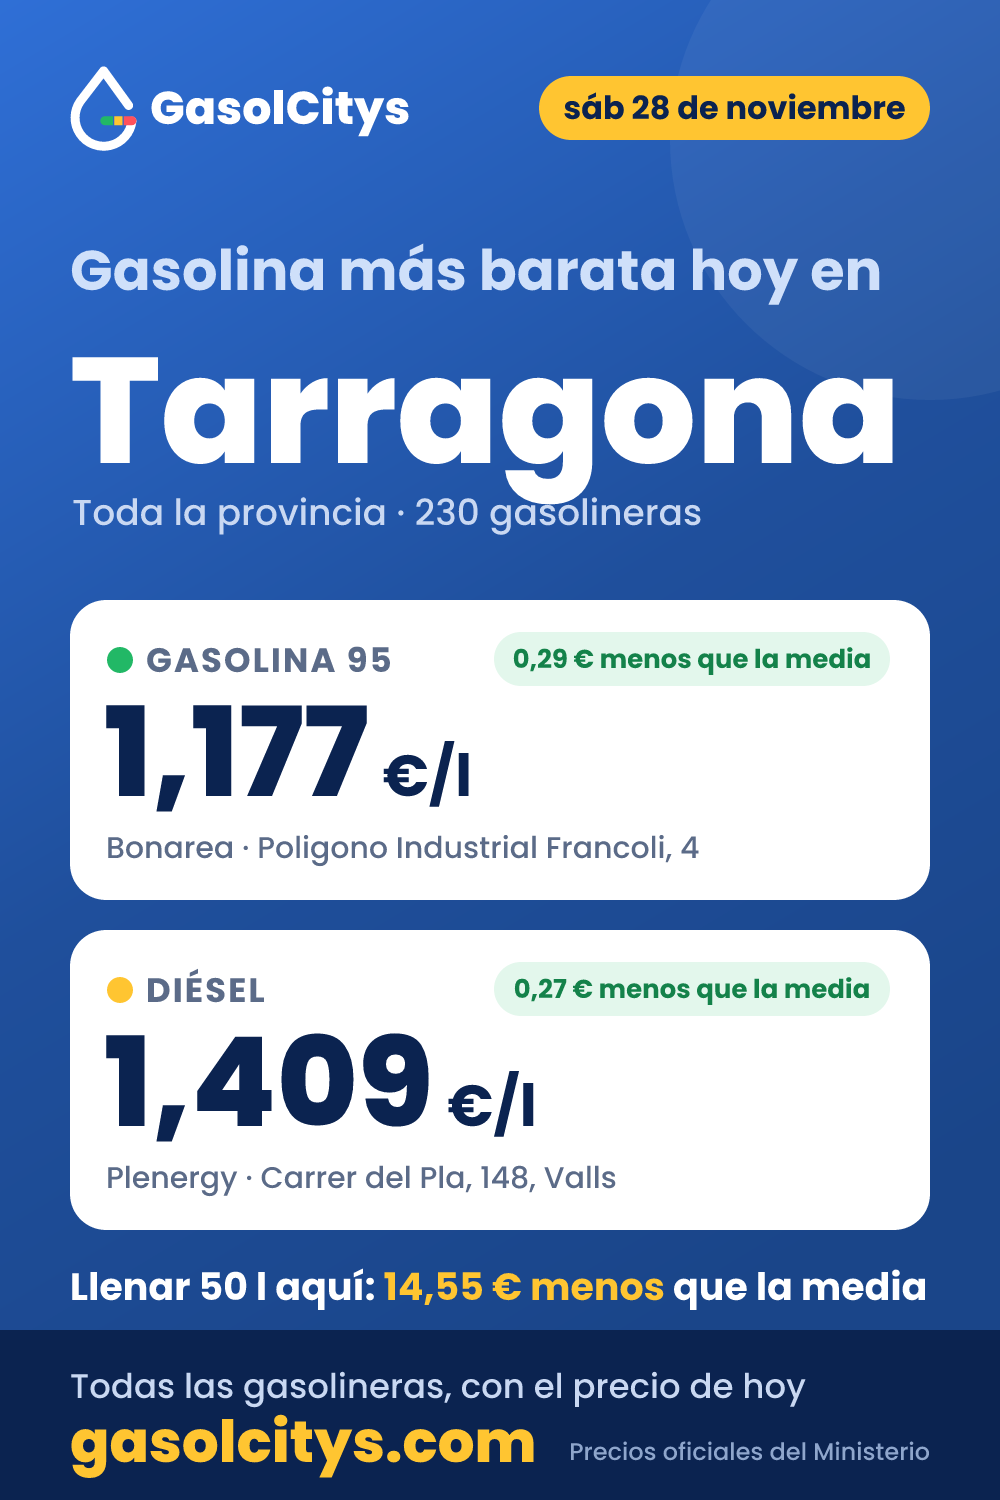 GasolCitys
sáb 28 de noviembre
Gasolina más barata hoy en
Tarragona
Toda la provincia · 230 gasolineras
GASOLINA 95
0,29 € menos que la media
1,177 €/l
Bonarea · Poligono Industrial Francoli, 4
DIÉSEL
0,27 € menos que la media
1,409 €/l
Plenergy · Carrer del Pla, 148, Valls
Llenar 50 l aquí: 14,55 € menos que la media
Todas las gasolineras, con el precio de hoy
gasolcitys.com
Precios oficiales del Ministerio